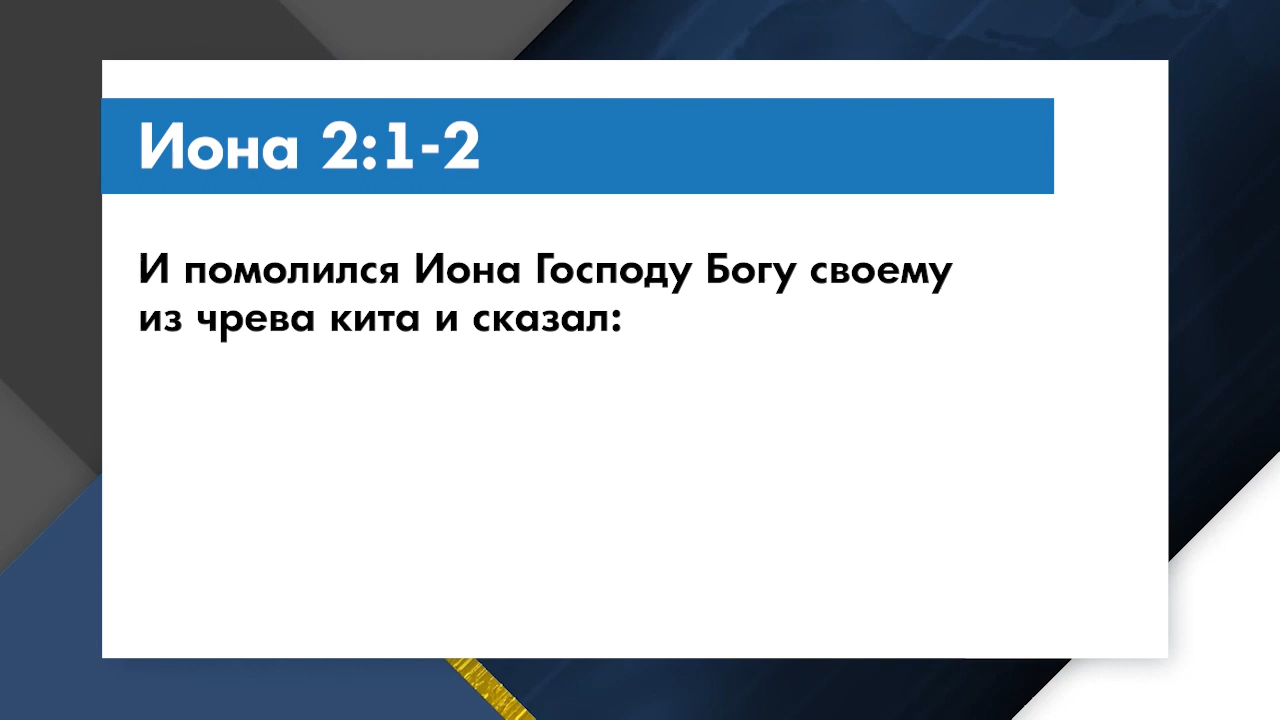 Иона 2:1-2
И помолился Иона Господу Богу своему
из чрева кита и сказал: